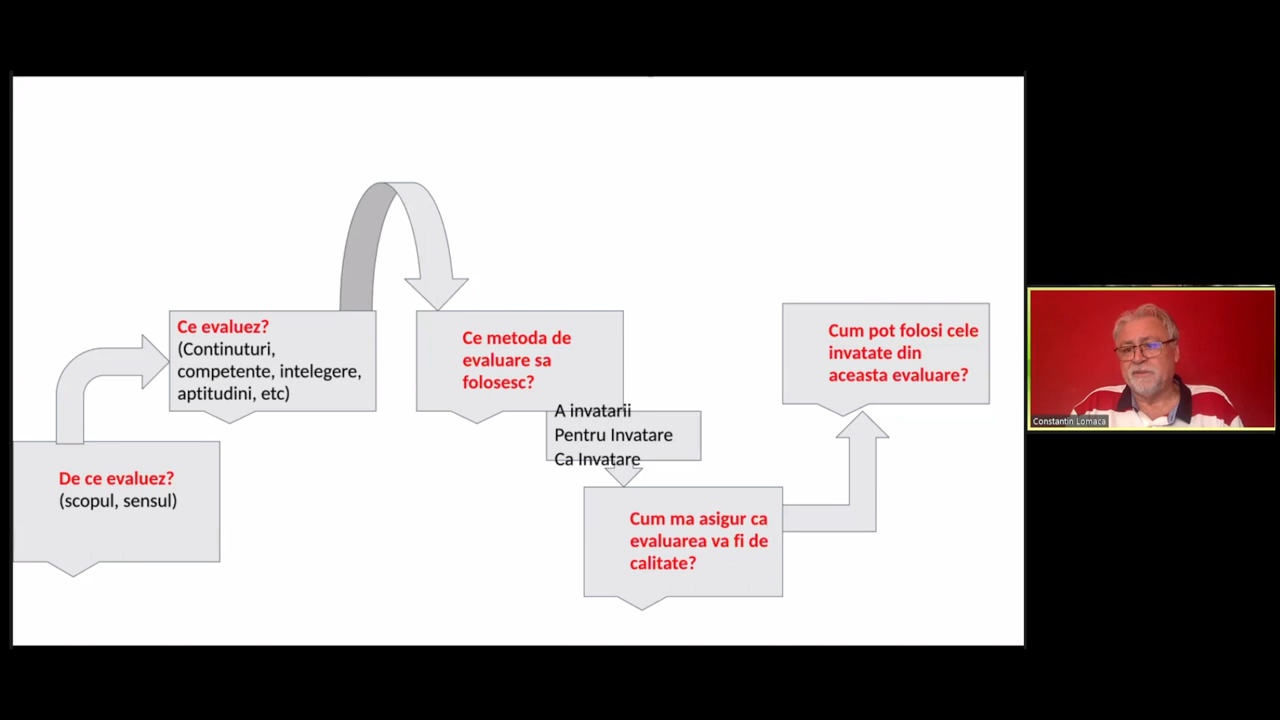 De ce evaluez?
(scopul, sensul)
Ce evaluez?
(Continuturi,
competente, intelegere,
aptitudini, etc)
Ce metoda de
evaluare sa
folosesc?
A invatarii
Pentru Invatare
Ca Invatare
Cum ma asigur ca
evaluarea va fi de
calitate?
Cum pot folosi cele
invatate din
aceasta evaluare?
Constantin Lomaca